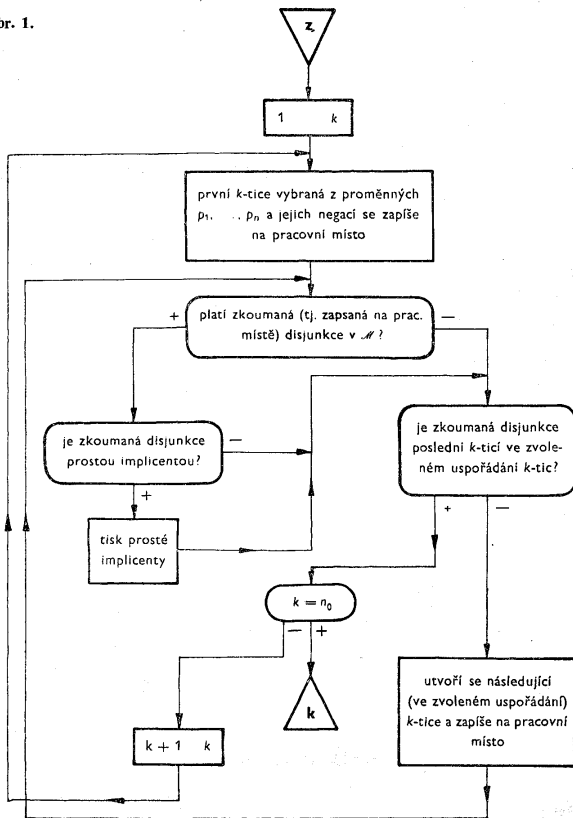 br. 1.
z
1 k
první k-tice vybraná z proměnných
p₁, . , pₙ a jejich negací se zapíše
na pracovní místo
+
platí zkoumaná (tj. zapsaná na prac.
místě) disjunkce v ℳ ?
−
je zkoumaná disjunkce
prostou implicentou?
−
+
je zkoumaná disjunkce
poslední k-ticí ve zvole-
ném uspořádání k-tic?
+
−
tisk prosté
implicenty
k = n₀
−
+
k
k + 1 k
utvoří se následující
(ve zvoleném uspořádání)
k-tice a zapíše na pracovní
místo